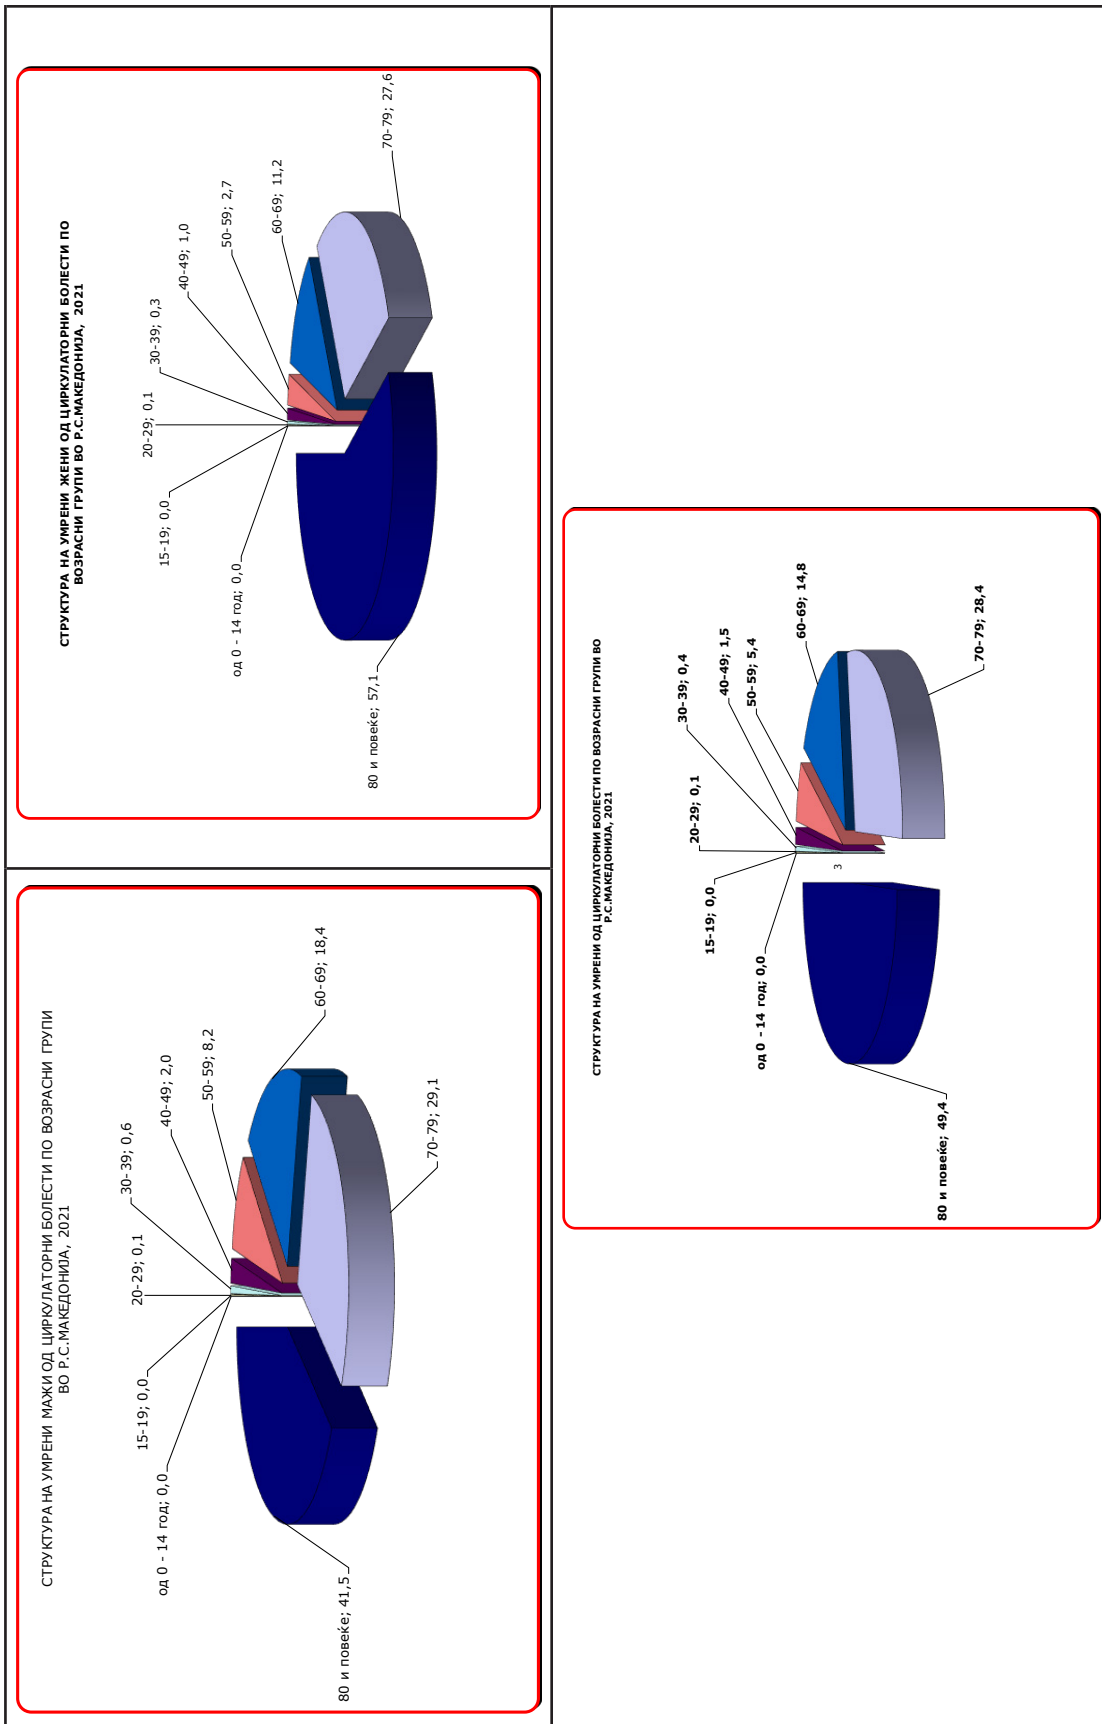 СТРУКТУРА НА УМРЕНИ МАЖИ ОД ЦИРКУЛАТОРНИ БОЛЕСТИ ПО ВОЗРАСНИ ГРУПИ
ВО Р.С.МАКЕДОНИЈА, 2021
од 0 - 14 год; 0,0
15-19; 0,0
20-29; 0,1
30-39; 0,6
40-49; 2,0
50-59; 8,2
60-69; 18,4
70-79; 29,1
80 и повеќе; 41,5
СТРУКТУРА НА УМРЕНИ ЖЕНИ ОД ЦИРКУЛАТОРНИ БОЛЕСТИ ПО
ВОЗРАСНИ ГРУПИ ВО Р.С.МАКЕДОНИЈА, 2021
од 0 - 14 год; 0,0
15-19; 0,0
20-29; 0,1
30-39; 0,3
40-49; 1,0
50-59; 2,7
60-69; 11,2
70-79; 27,6
80 и повеќе; 57,1
СТРУКТУРА НА УМРЕНИ ОД ЦИРКУЛАТОРНИ БОЛЕСТИ ПО ВОЗРАСНИ ГРУПИ ВО
Р.С.МАКЕДОНИЈА, 2021
од 0 - 14 год; 0,0
15-19; 0,0
20-29; 0,1
30-39; 0,4
40-49; 1,5
50-59; 5,4
60-69; 14,8
70-79; 28,4
80 и повеќе; 49,4
3